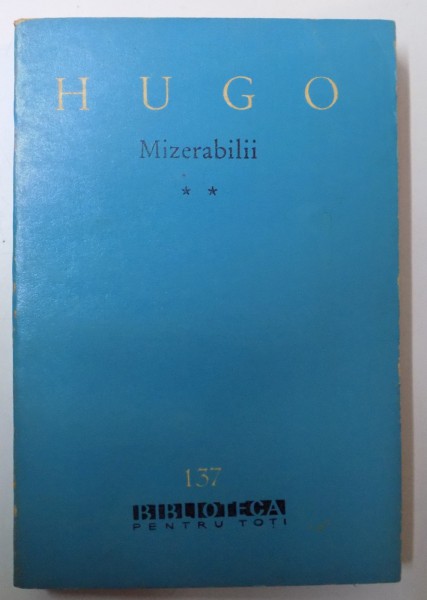 HUGO
Mizerabilii
* *
137
BIBLIOTECA
PENTRU TOȚI